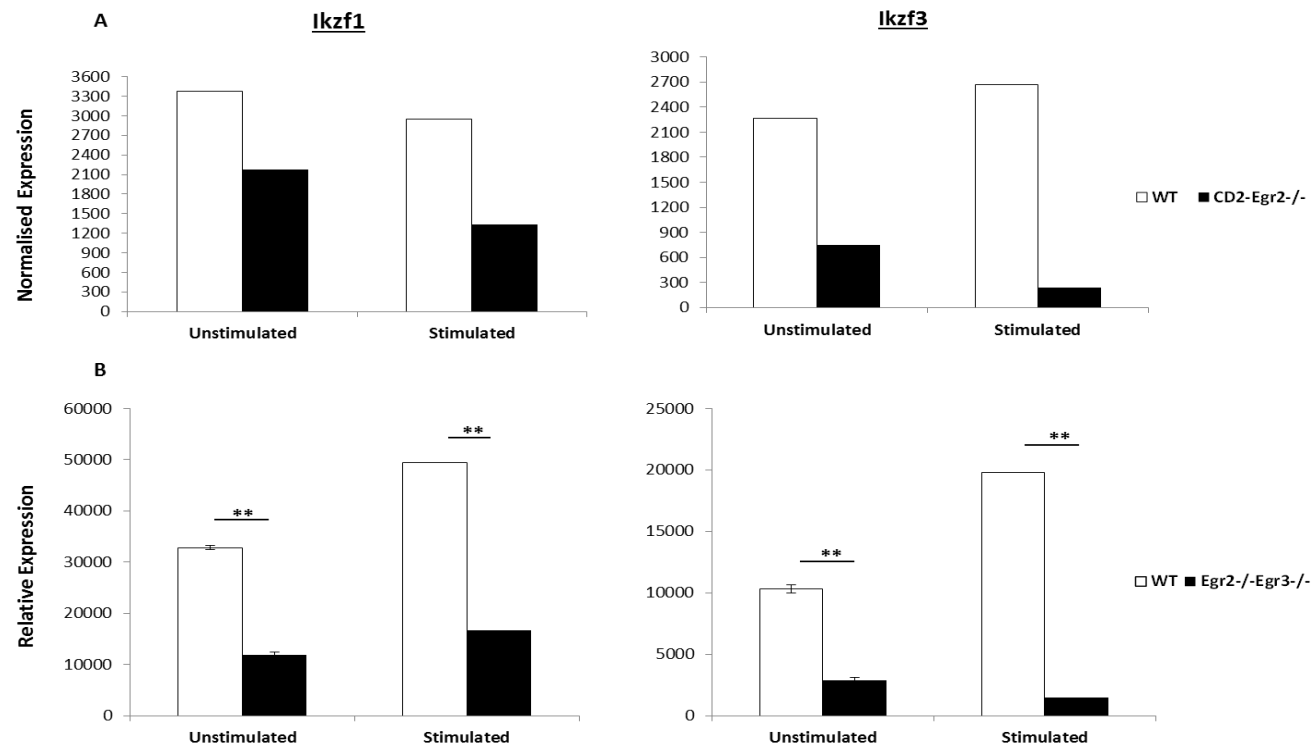 A
Ikzf1
Ikzf3
Normalised Expression
3600
3300
3000
2700
2400
2100
1800
1500
1200
900
600
300
0
Unstimulated
Stimulated
3000
2700
2400
2100
1800
1500
1200
900
600
300
0
Unstimulated
Stimulated
WT
CD2-Egr2-/-
B
Relative Expression
60000
50000
40000
30000
20000
10000
0
**
**
Unstimulated
Stimulated
25000
20000
15000
10000
5000
0
**
**
Unstimulated
Stimulated
WT
Egr2-/-Egr3-/-